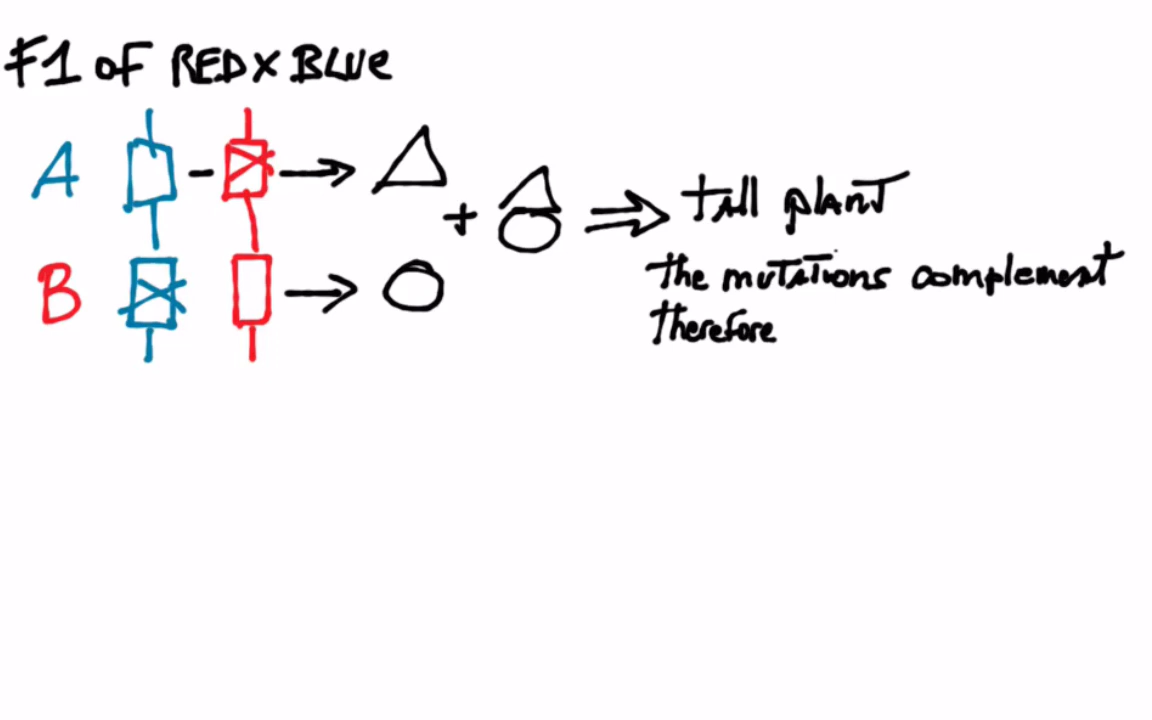 F1 OF RED X BLUE
A
B
+
tall plant
the mutations complement
therefore